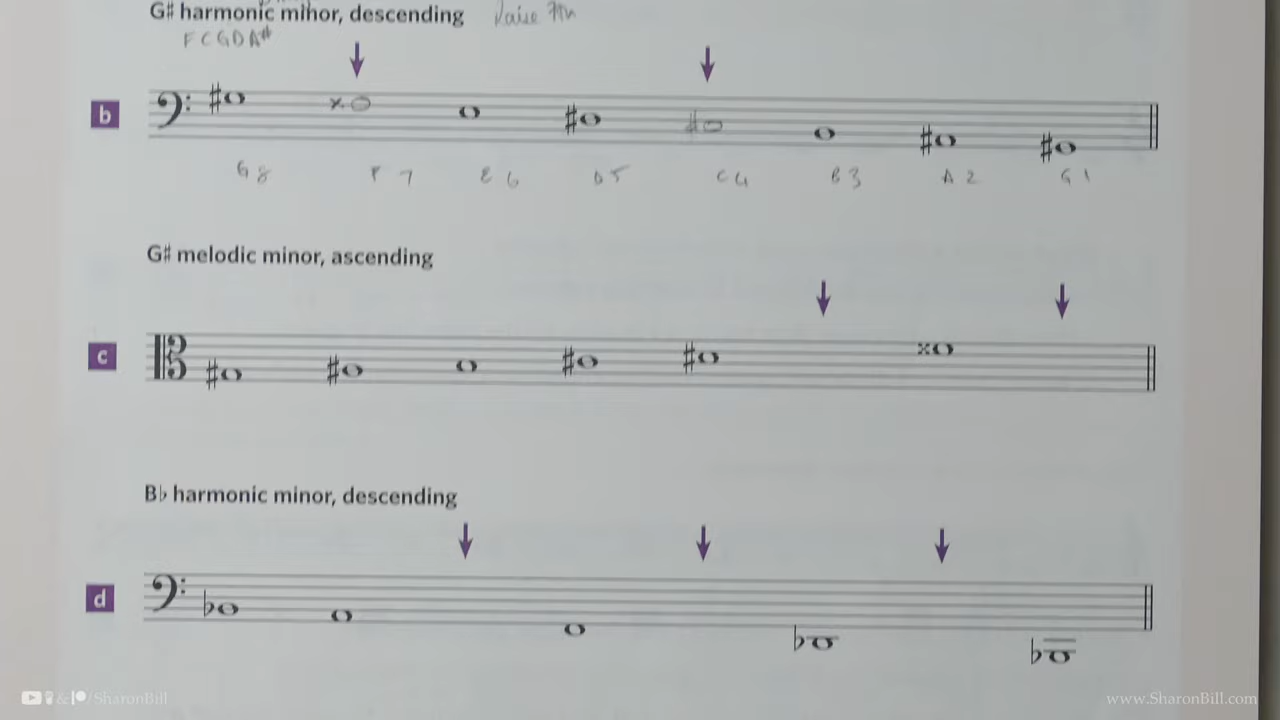 G♯ harmonic minor, descending Raise 7th
F C G D A#
b
G 8 F 7 E 6 D 5 C 4 B 3 A 2 G 1
G♯ melodic minor, ascending
c
B♭ harmonic minor, descending
d
& /SharonBill
www.SharonBill.com